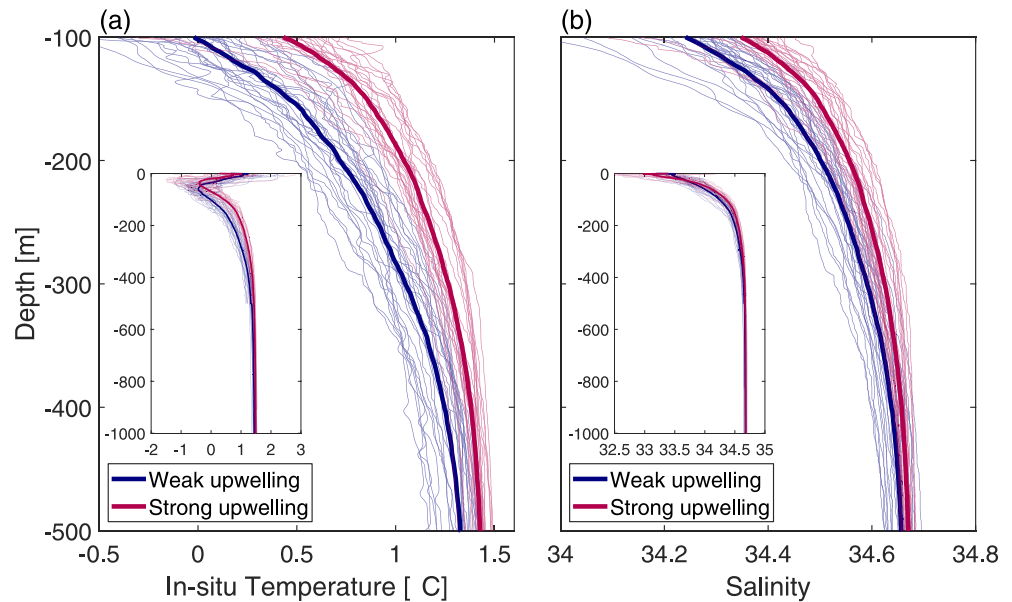 (a)
(b)
-100
-200
-300
-400
-500
Depth [m]
0
-200
-400
-600
-800
-1000
-2 -1 0 1 2 3
Weak upwelling
Strong upwelling
-0.5 0 0.5 1 1.5
In-situ Temperature [ C]
0
-200
-400
-600
-800
-1000
32.5 33 33.5 34 34.5 35
Weak upwelling
Strong upwelling
34 34.2 34.4 34.6 34.8
Salinity